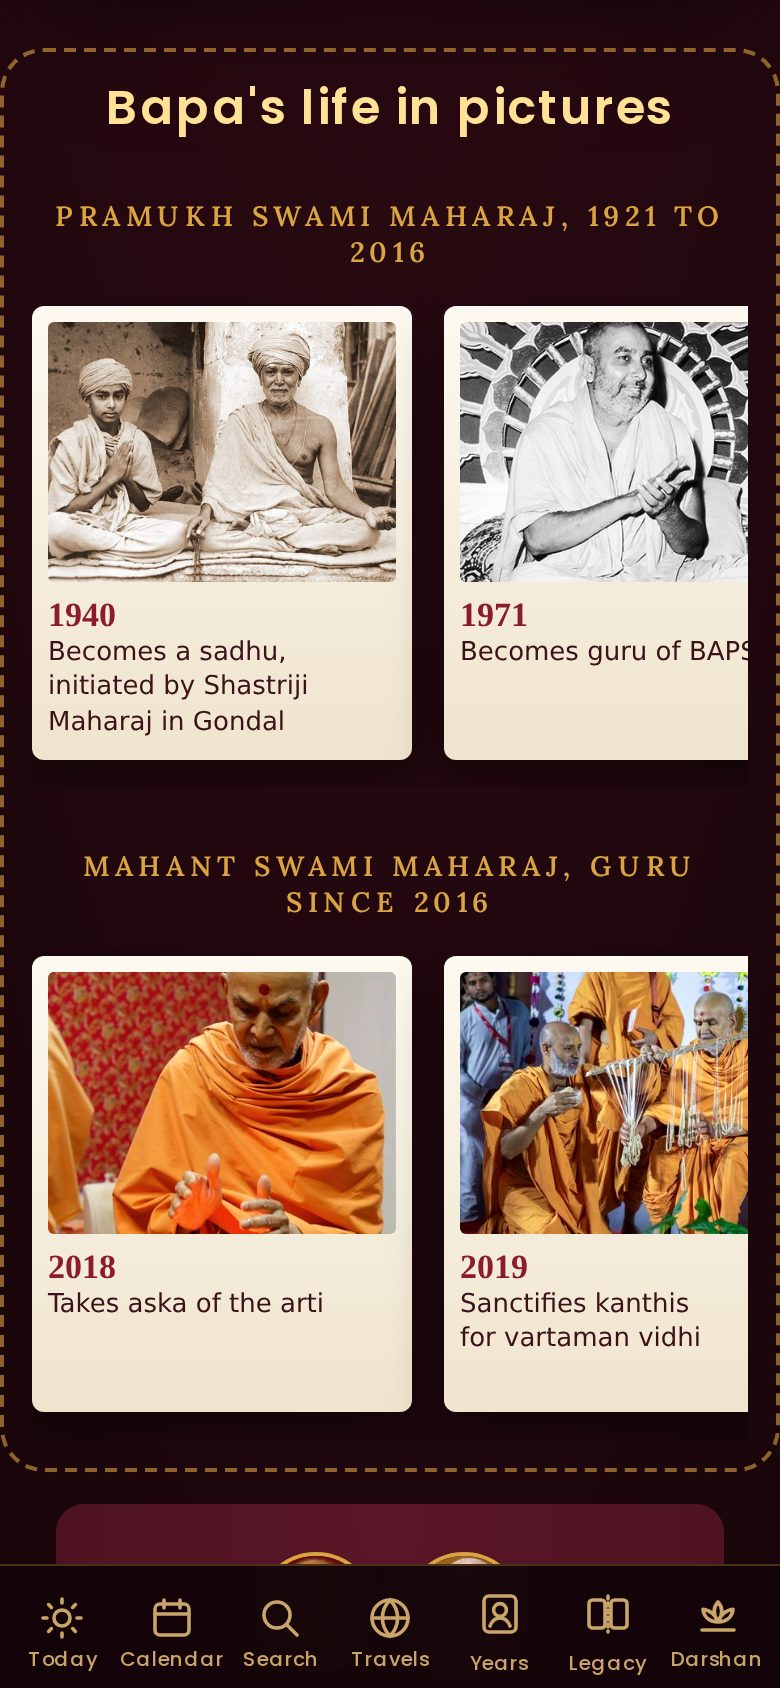 Bapa's life in pictures
PRAMUKH SWAMI MAHARAJ, 1921 TO
2016
1940
Becomes a sadhu,
initiated by Shastriji
Maharaj in Gondal
1971
Becomes guru of BAPS
MAHANT SWAMI MAHARAJ, GURU
SINCE 2016
2018
Takes aska of the arti
2019
Sanctifies kanthis
for vartaman vidhi
Today
Calendar
Search
Travels
Years
Legacy
Darshan